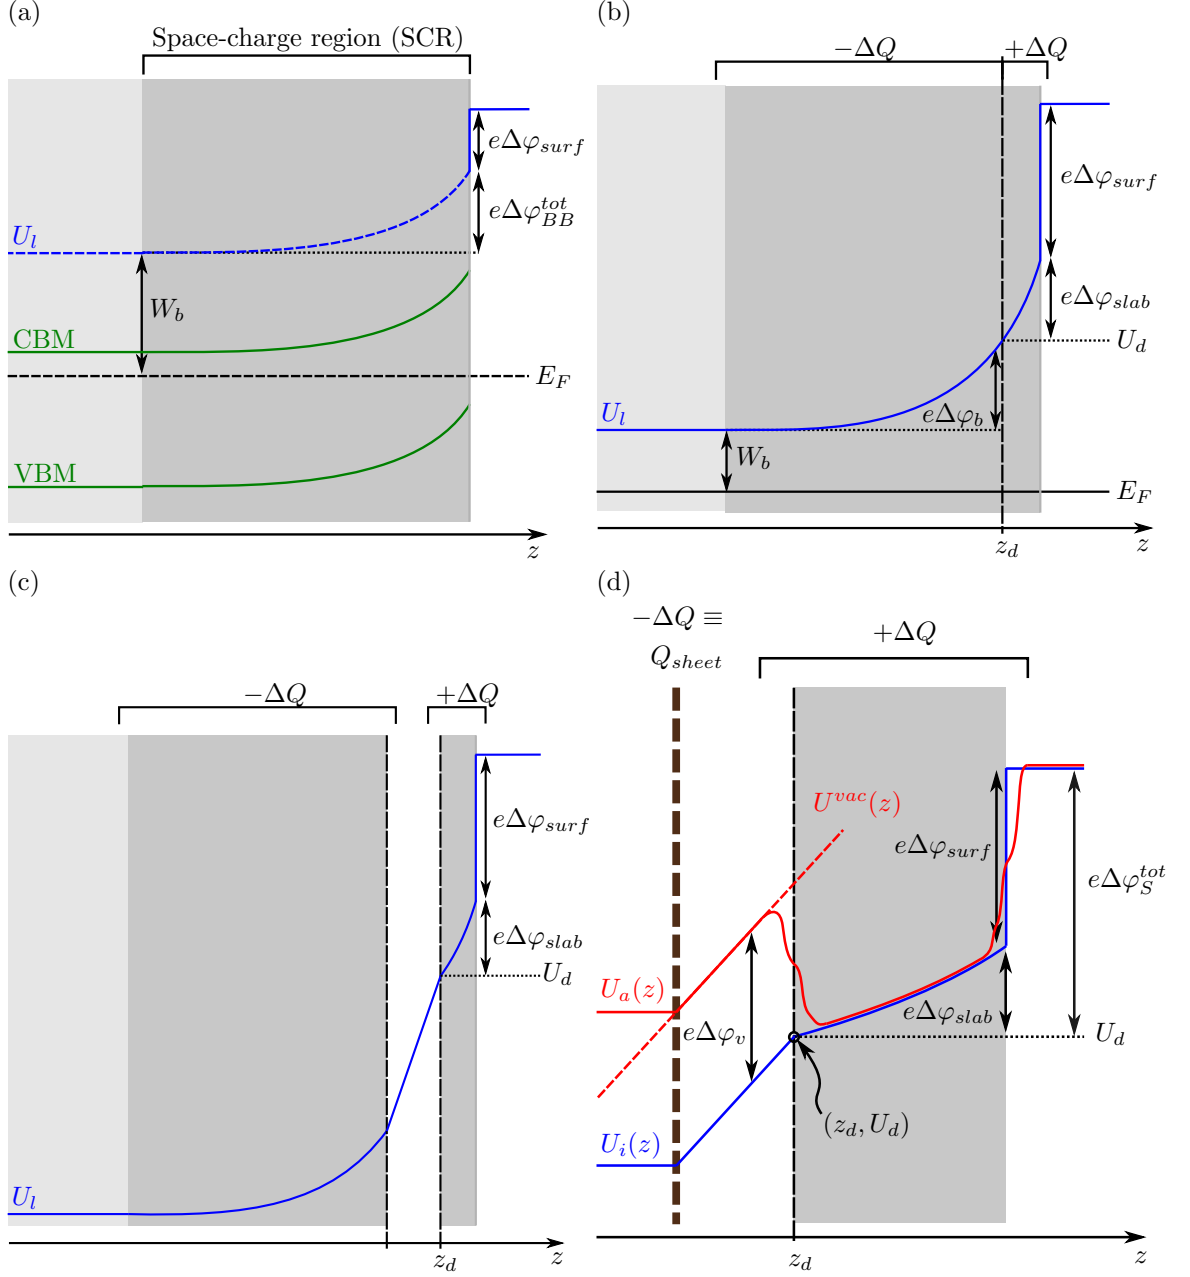 (a)
Space-charge region (SCR)
eΔφ_surf
eΔφ_BB^tot
U_l
W_b
CBM
E_F
VBM
z
(b)
−ΔQ
+ΔQ
eΔφ_surf
eΔφ_slab
U_d
U_l
eΔφ_b
W_b
E_F
z_d
z
(c)
−ΔQ
+ΔQ
eΔφ_surf
eΔφ_slab
U_d
U_l
z_d
z
(d)
−ΔQ ≡
Q_sheet
+ΔQ
U^vac(z)
eΔφ_surf
eΔφ_S^tot
U_a(z)
eΔφ_slab
eΔφ_v
U_d
(z_d, U_d)
U_i(z)
z_d
z